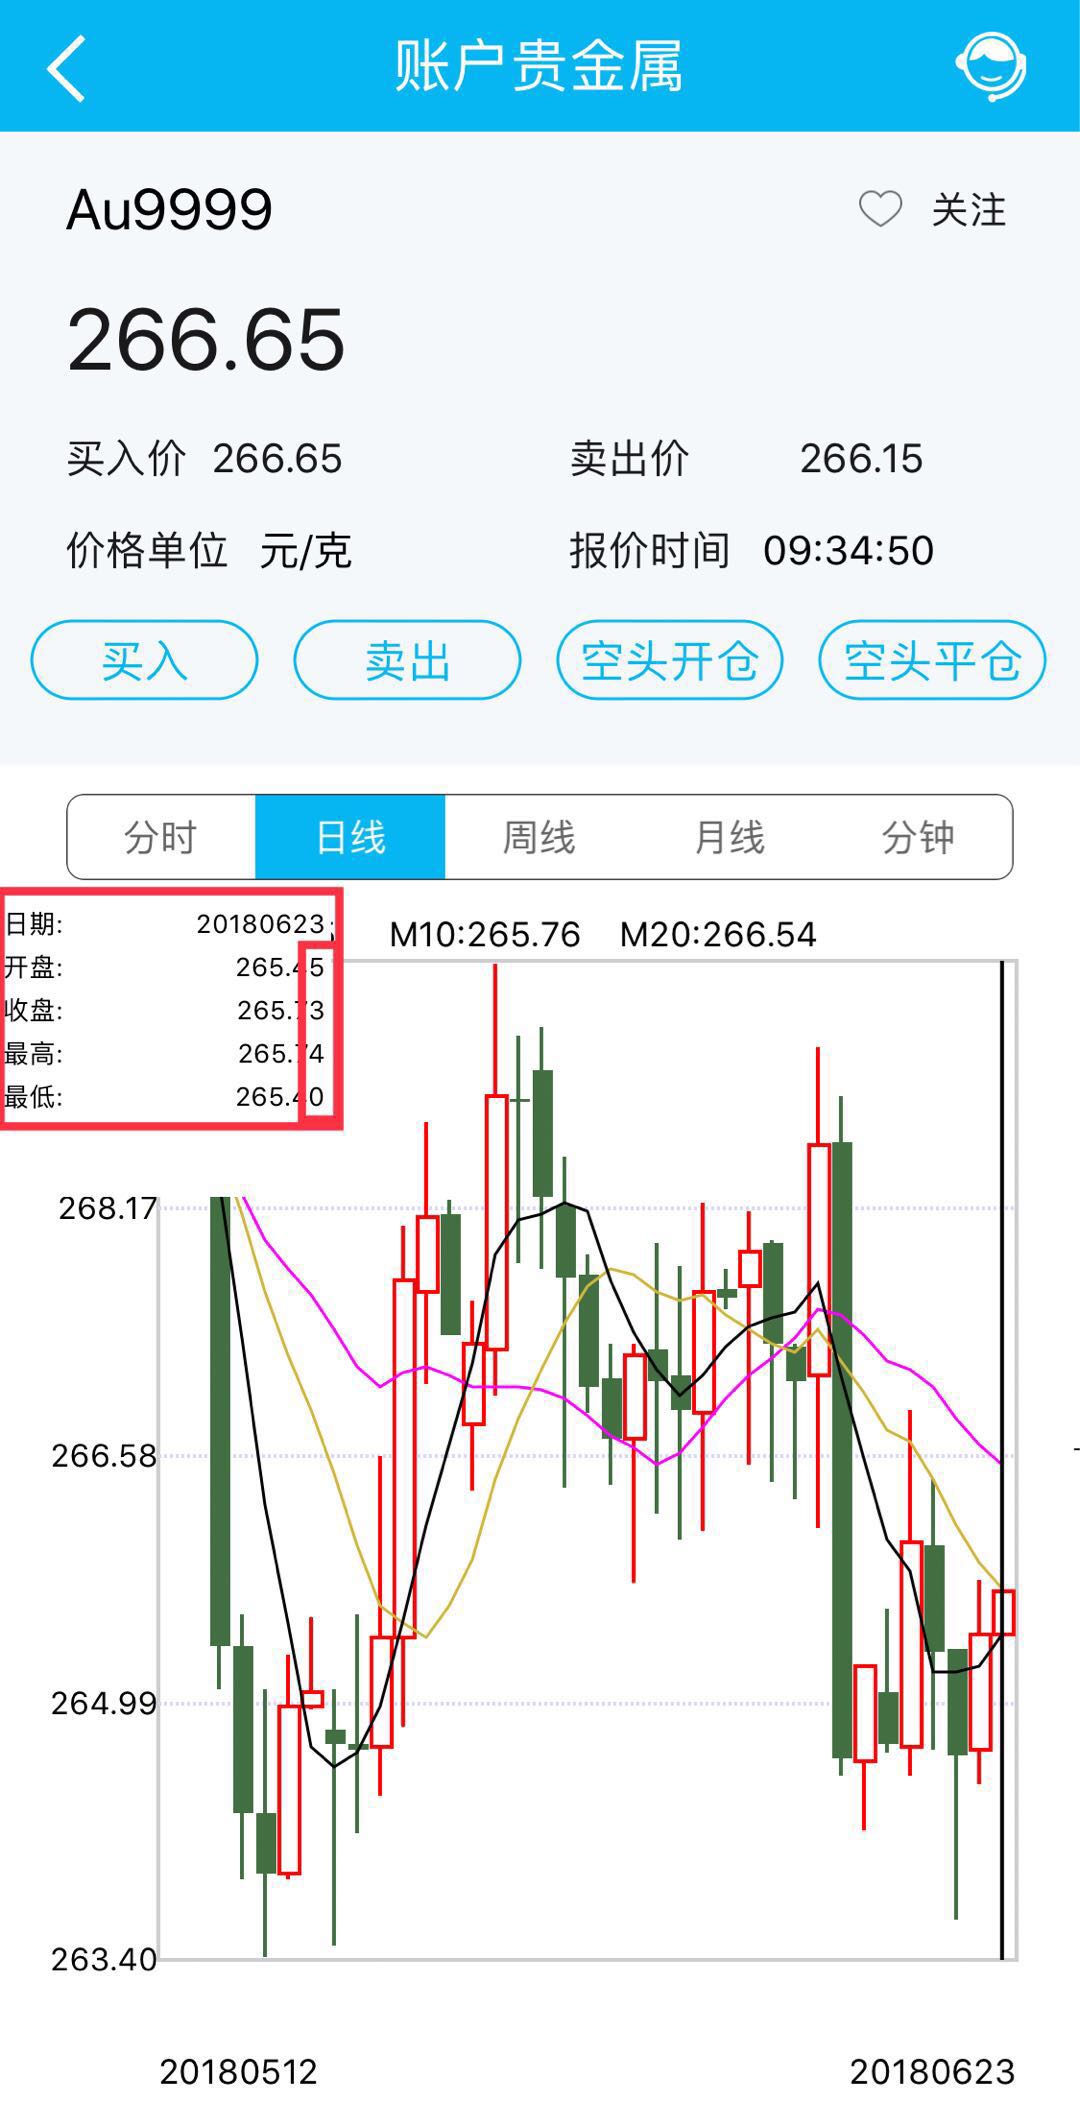 账户贵金属
Au9999
关注
266.65
买入价 266.65 卖出价 266.15
价格单位 元/克 报价时间 09:34:50
买入 卖出 空头开仓 空头平仓
分时 日线 周线 月线 分钟
日期: 20180623
开盘: 265.45
收盘: 265.73
最高: 265.74
最低: 265.40
M10:265.76 M20:266.54
268.17
266.58
264.99
263.40
20180512 20180623